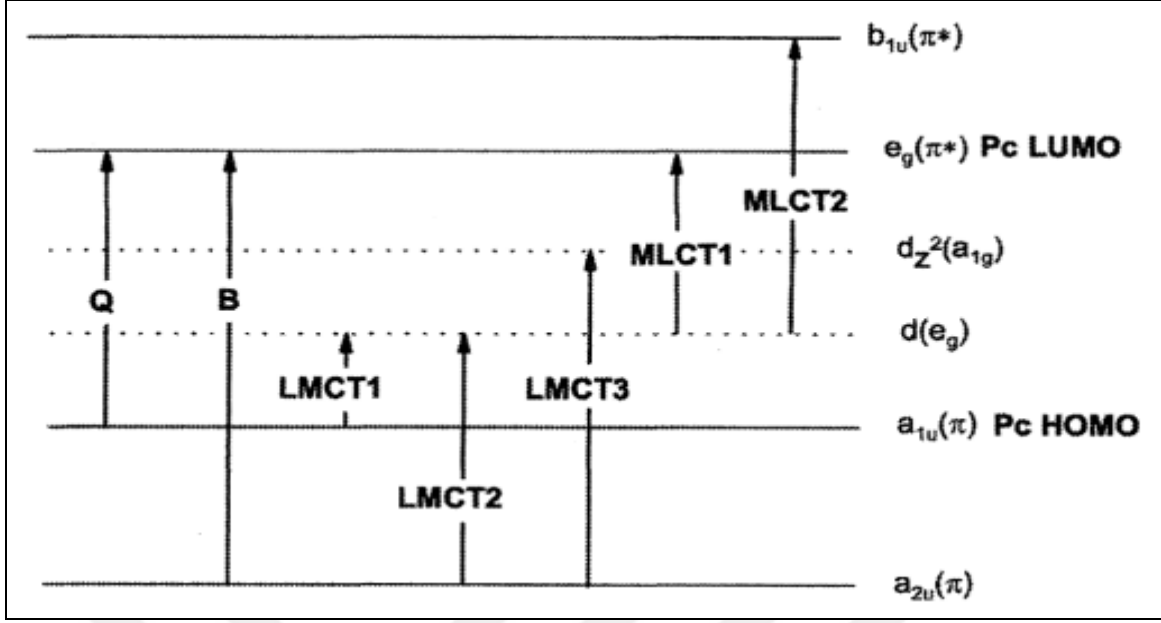 b1u(π*)
eg(π*) Pc LUMO
MLCT2
MLCT1
dZ2(a1g)
Q
B
d(eg)
LMCT1
LMCT3
a1u(π) Pc HOMO
LMCT2
a2u(π)